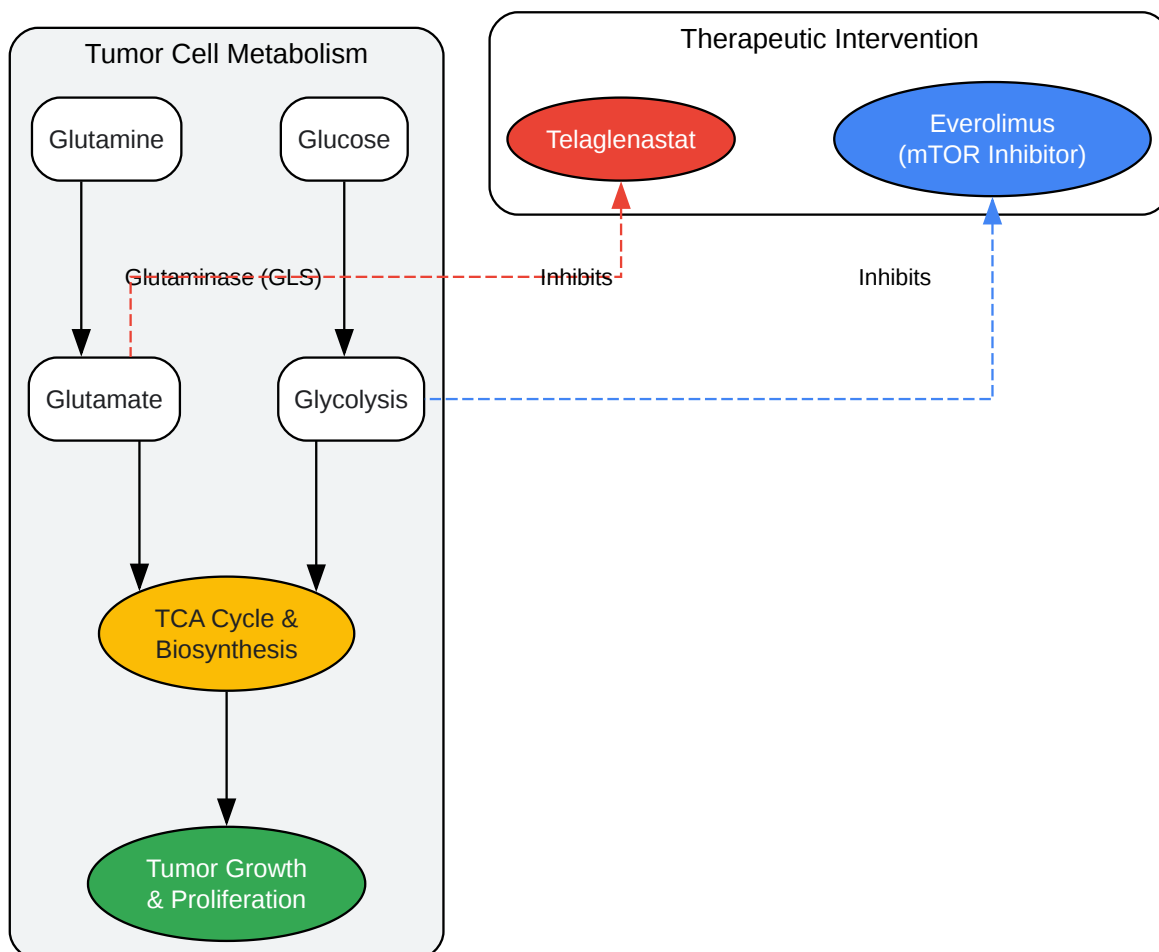 Tumor Cell Metabolism
Therapeutic Intervention
Glutamine
Glucose
Telaglenastat
Everolimus
(mTOR Inhibitor)
Glutaminase (GLS)
Inhibits
Inhibits
Glutamate
Glycolysis
TCA Cycle &
Biosynthesis
Tumor Growth
& Proliferation